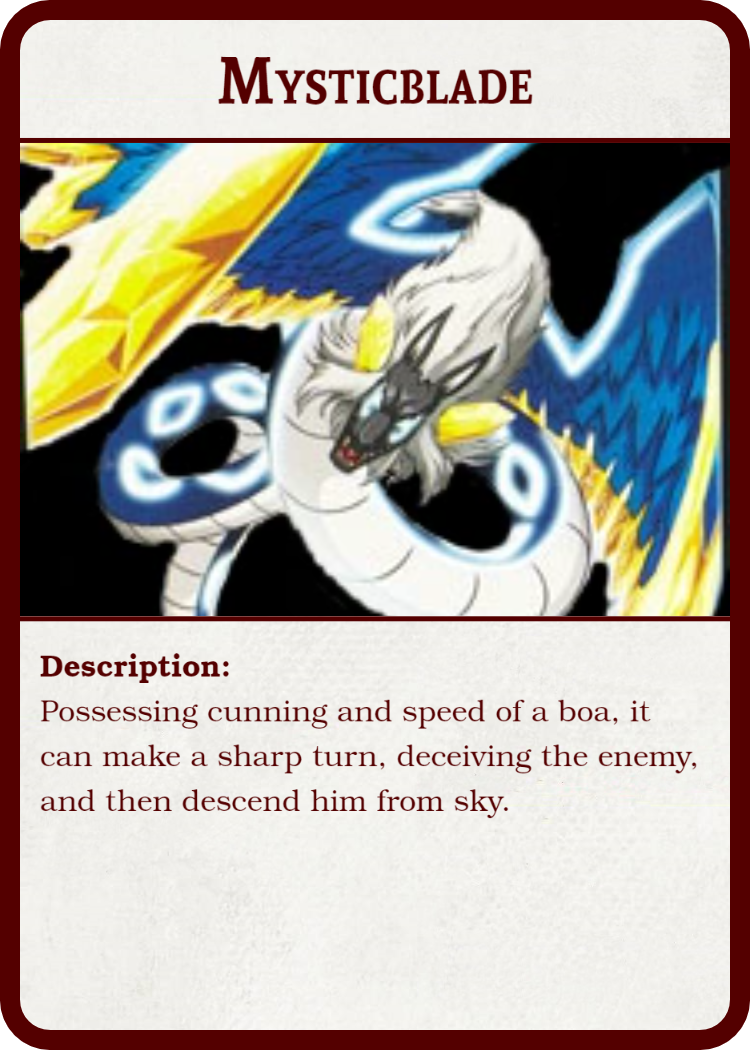 Mysticblade
Description:
Possessing cunning and speed of a boa, it
can make a sharp turn, deceiving the enemy,
and then descend him from sky.